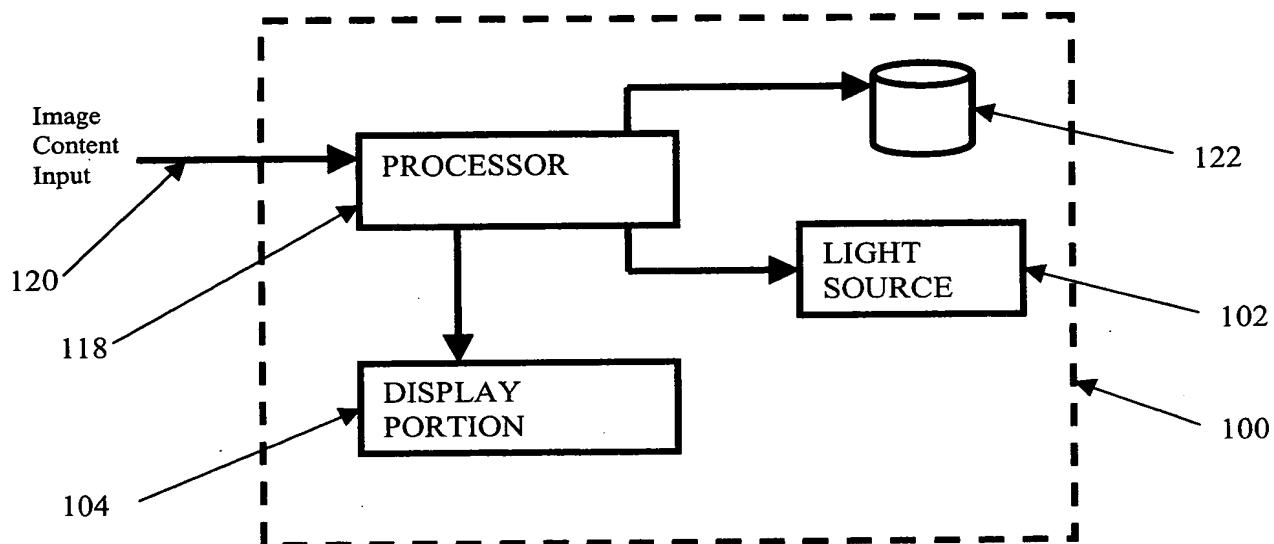 Image
Content
Input
PROCESSOR
122
LIGHT
SOURCE
120
102
118
DISPLAY
PORTION
100
104